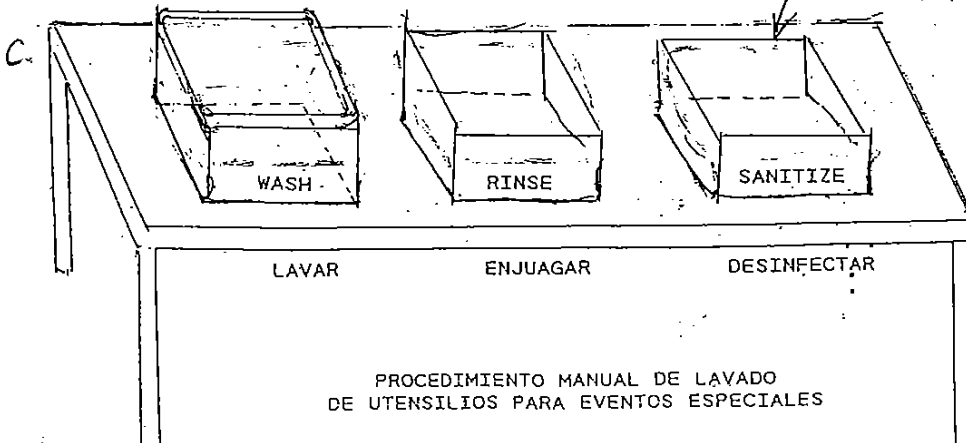 C.
WASH RINSE SANITIZE
LAVAR ENJUAGAR DESINFECTAR
PROCEDIMIENTO MANUAL DE LAVADO
DE UTENSILIOS PARA EVENTOS ESPECIALES